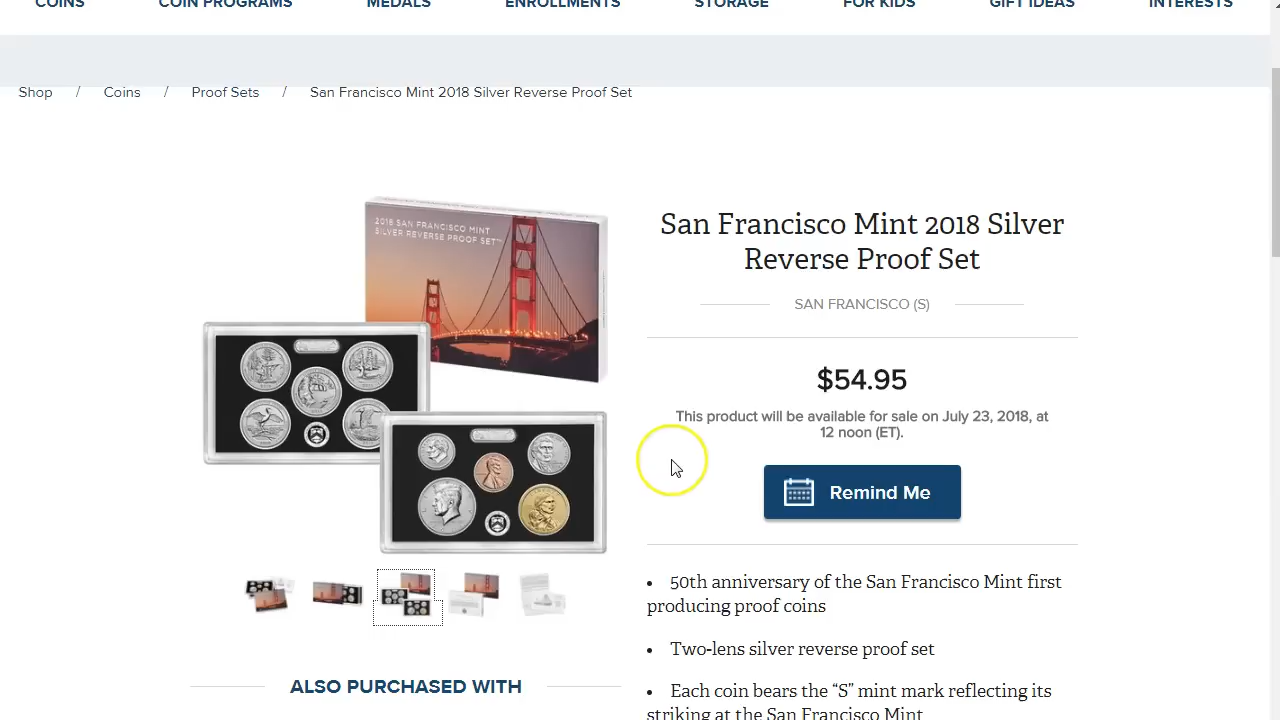 COINS COIN PROGRAMS MEDALS ENROLLMENTS STORAGE FOR KIDS GIFT IDEAS INTERESTS
Shop / Coins / Proof Sets / San Francisco Mint 2018 Silver Reverse Proof Set
2018 SAN FRANCISCO MINT
SILVER REVERSE PROOF SET™
San Francisco Mint 2018 Silver
Reverse Proof Set
SAN FRANCISCO (S)
$54.95
This product will be available for sale on July 23, 2018, at
12 noon (ET).
Remind Me
• 50th anniversary of the San Francisco Mint first
producing proof coins
• Two-lens silver reverse proof set
• Each coin bears the “S” mint mark reflecting its
striking at the San Francisco Mint
ALSO PURCHASED WITH